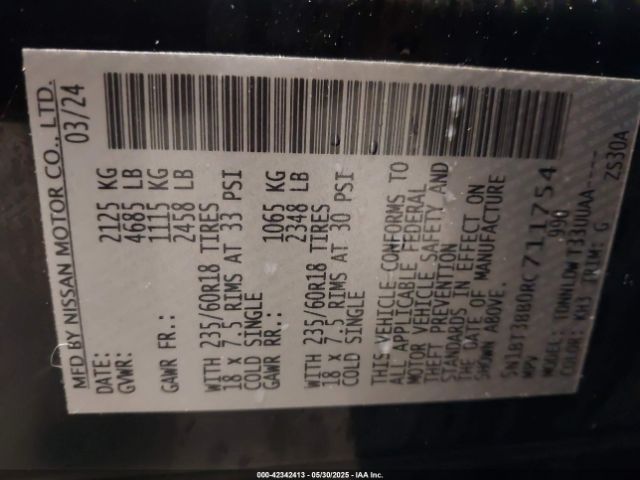 MFD BY NISSAN MOTOR CO., LTD.
DATE: 03/24
GVWR: 2125 KG
4685 LB
GAWR FR.: 1115 KG
2458 LB
WITH 235/60R18 TIRES
18 x 7.5 RIMS AT 33 PSI
COLD SINGLE
GAWR RR.: 1065 KG
2348 LB
WITH 235/60R18 TIRES
18 x 7.5 RIMS AT 30 PSI
COLD SINGLE
THIS VEHICLE CONFORMS TO
ALL APPLICABLE FEDERAL
MOTOR VEHICLE SAFETY AND
THEFT PREVENTION
STANDARDS IN EFFECT ON
THE DATE OF MANUFACTURE
SHOWN ABOVE.
5N1BT3BB0RC711754
MPV 990
MODEL:
COLOR: KH3 TRIM: G ZS30A
000-42342413 - 05/30/2025 - IAA Inc.